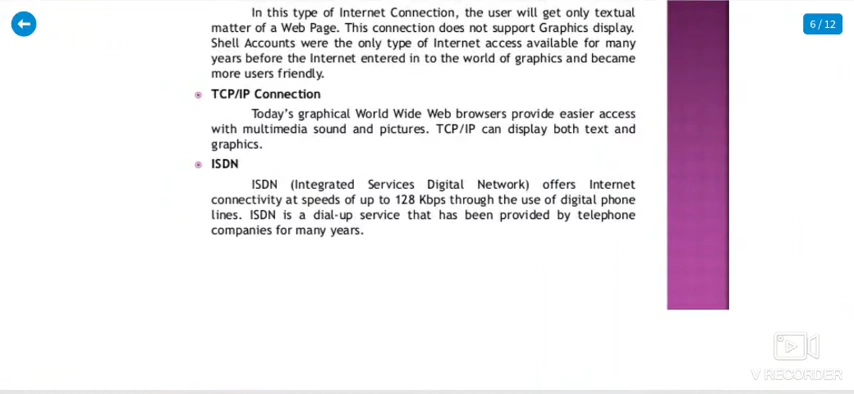 In this type of Internet Connection, the user will get only textual
matter of a Web Page. This connection does not support Graphics display.
Shell Accounts were the only type of Internet access available for many
years before the Internet entered in to the world of graphics and became
more users friendly.
TCP/IP Connection
Today's graphical World Wide Web browsers provide easier access
with multimedia sound and pictures. TCP/IP can display both text and
graphics.
ISDN
ISDN (Integrated Services Digital Network) offers Internet
connectivity at speeds of up to 128 Kbps through the use of digital phone
lines. ISDN is a dial-up service that has been provided by telephone
companies for many years.
6 / 12
V RECORDER